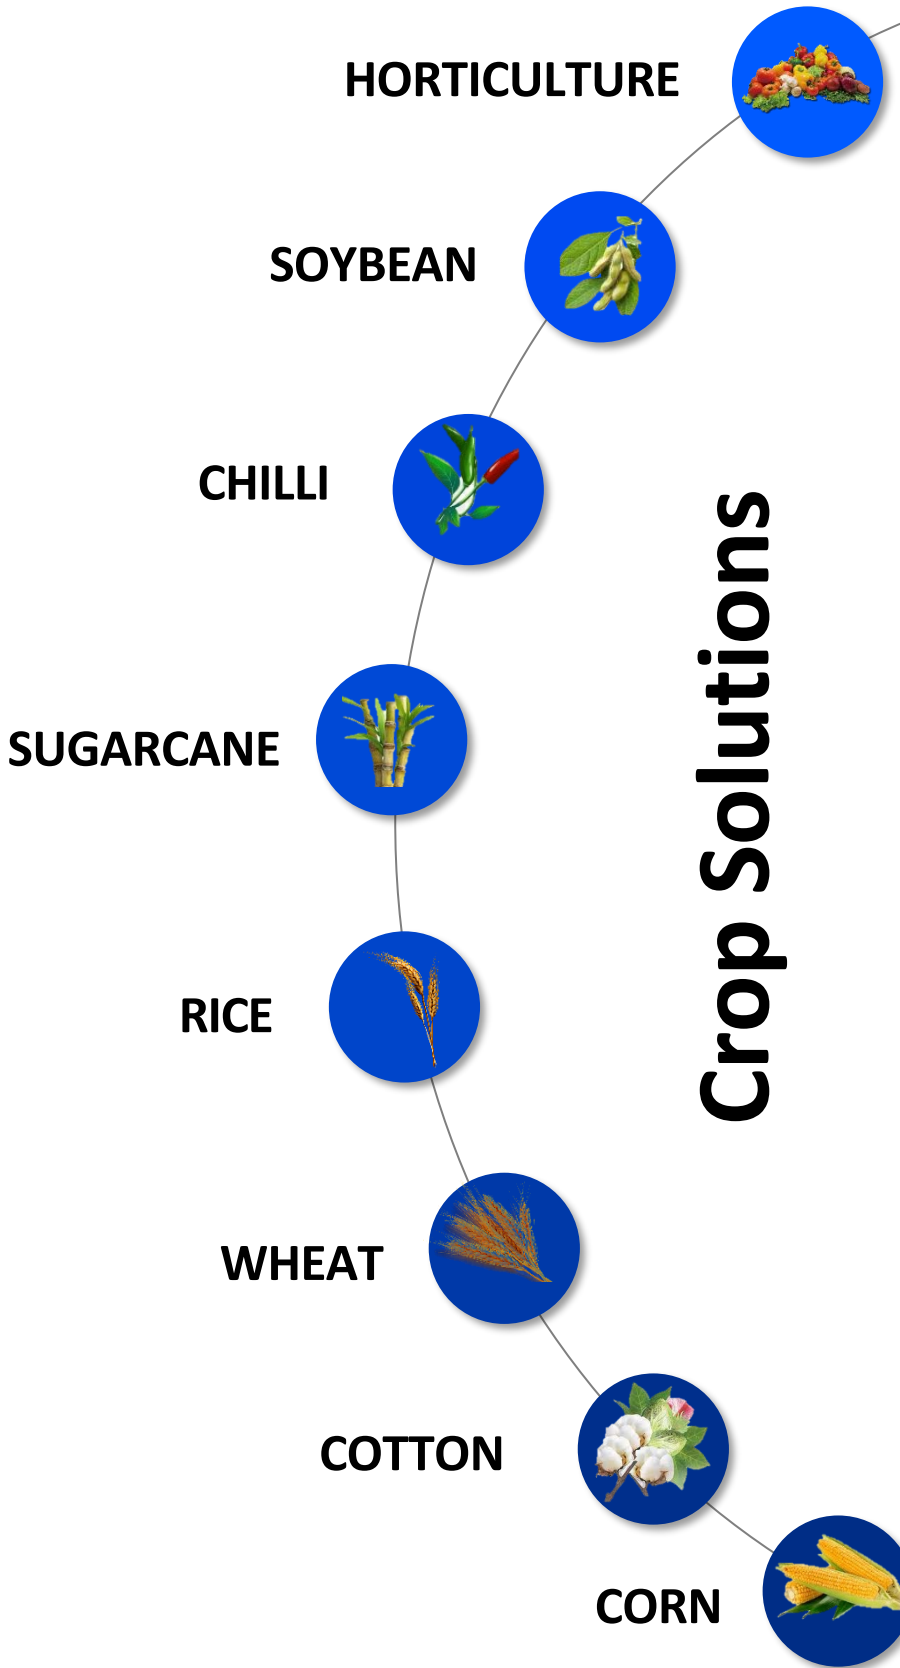 HORTICULTURE
SOYBEAN
CHILLI
SUGARCANE
RICE
WHEAT
COTTON
CORN
Crop Solutions